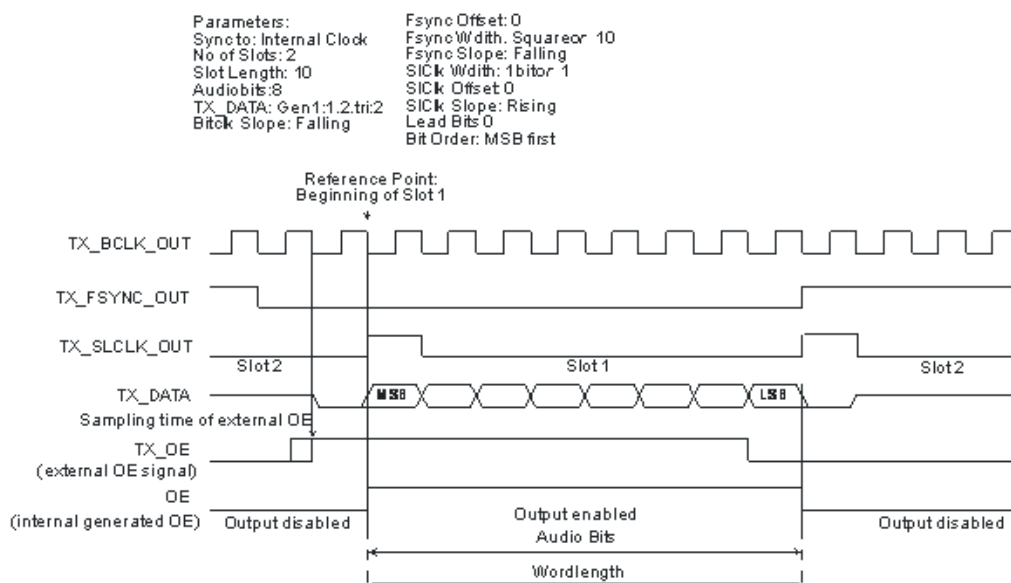 Parameters:
Sync to: Internal Clock
No of Slots: 2
Slot Length: 10
Audiobits:8
TX_DATA: Gen1:1.2.tri:2
Bitclk Slope: Falling
Fsync Offset: 0
Fsync Wdith. Squareor 10
Fsync Slope: Falling
SlClk Wdith: 1bitor 1
SlClk Offset:0
SlClk Slope: Rising
Lead Bits 0
Bit Order: MSB first
Reference Point:
Beginning of Slot 1
TX_BCLK_OUT
TX_FSYNC_OUT
TX_SLCLK_OUT
Slot 2
Slot 1
Slot 2
TX_DATA
MSB
LSB
Sampling time of external OE
TX_OE
(external OE signal)
OE
(internal generated OE)
Output disabled
Output enabled
Output disabled
Audio Bits
Wordlength